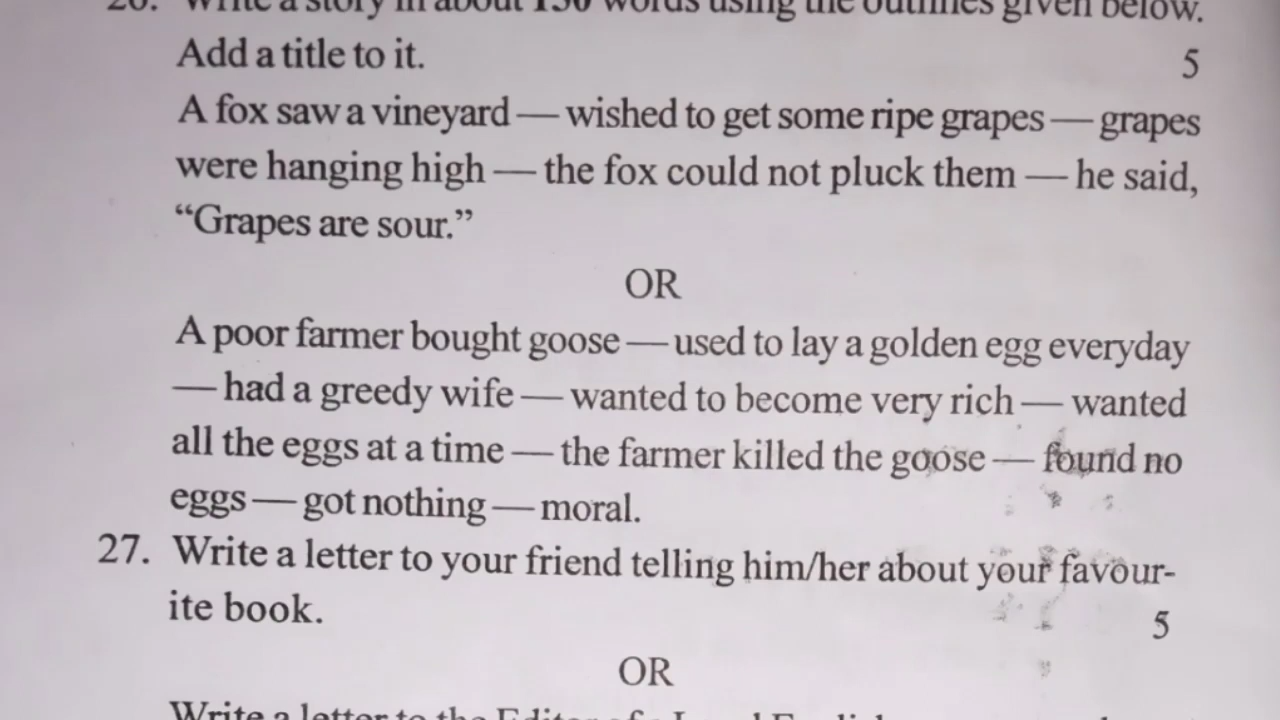 26. Write a story in about 150 words using the outlines given below.
Add a title to it. 5
A fox saw a vineyard — wished to get some ripe grapes — grapes
were hanging high — the fox could not pluck them — he said,
“Grapes are sour.”
OR
A poor farmer bought goose — used to lay a golden egg everyday
— had a greedy wife — wanted to become very rich — wanted
all the eggs at a time — the farmer killed the goose — found no
eggs — got nothing — moral.
27. Write a letter to your friend telling him/her about your favour-
ite book. 5
OR
Write a letter to the Editor of a